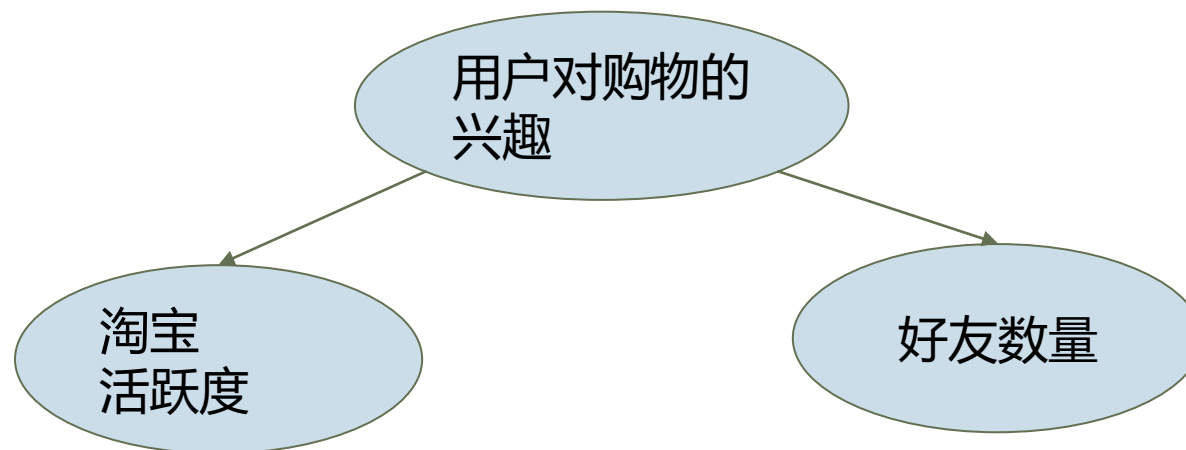 用户对购物的
兴趣
淘宝
活跃度
好友数量